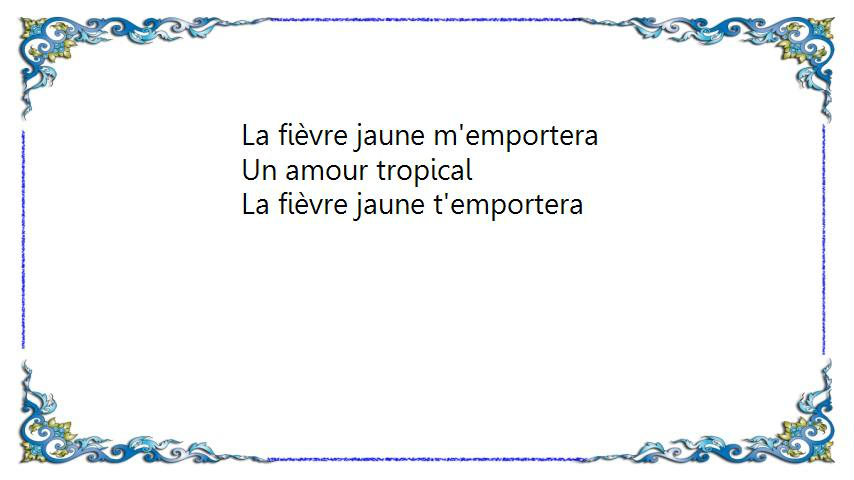 La fièvre jaune m'emportera
Un amour tropical
La fièvre jaune t'emportera